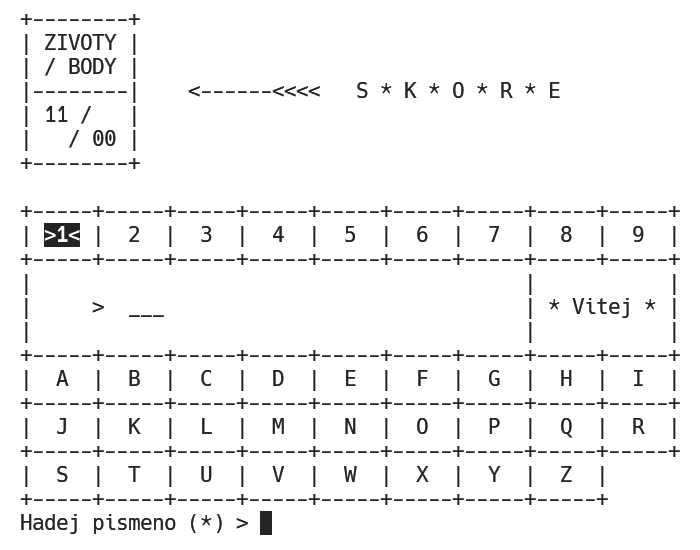 +--------+
| ZIVOTY |
| / BODY |
|--------|    <------<<<<   S * K * O * R * E
| 11 /   |
|   / 00 |
+--------+
+-----+-----+-----+-----+-----+-----+-----+-----+-----+
| >1< |  2  |  3  |  4  |  5  |  6  |  7  |  8  |  9  |
+-----+-----+-----+-----+-----+-----+-----+-----+-----+
|                                         |           |
|     >  ___                              | * Vitej * |
|                                         |           |
+-----+-----+-----+-----+-----+-----+-----+-----+-----+
|  A  |  B  |  C  |  D  |  E  |  F  |  G  |  H  |  I  |
+-----+-----+-----+-----+-----+-----+-----+-----+-----+
|  J  |  K  |  L  |  M  |  N  |  O  |  P  |  Q  |  R  |
+-----+-----+-----+-----+-----+-----+-----+-----+-----+
|  S  |  T  |  U  |  V  |  W  |  X  |  Y  |  Z  |
+-----+-----+-----+-----+-----+-----+-----+-----+
Hadej pismeno (*) >